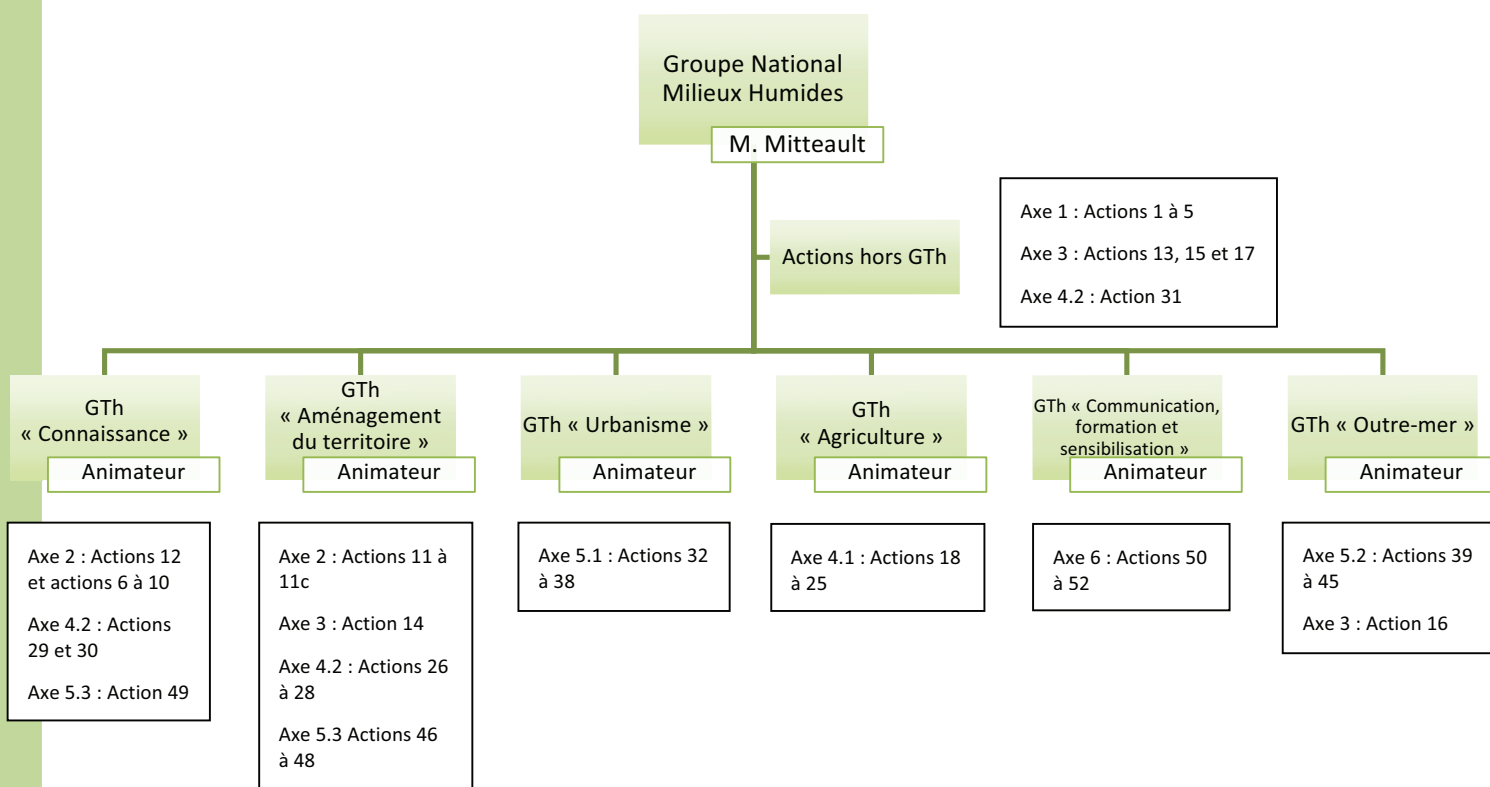 Groupe National
Milieux Humides
M. Mitteault
Actions hors GTh
Axe 1 : Actions 1 à 5
Axe 3 : Actions 13, 15 et 17
Axe 4.2 : Action 31
GTh
« Connaissance »
Animateur
GTh
« Aménagement
du territoire »
Animateur
GTh « Urbanisme »
Animateur
GTh
« Agriculture »
Animateur
GTh « Communication,
formation et
sensibilisation »
Animateur
GTh « Outre-mer »
Animateur
Axe 2 : Actions 12
et actions 6 à 10
Axe 4.2 : Actions
29 et 30
Axe 5.3 : Action 49
Axe 2 : Actions 11 à
11c
Axe 3 : Action 14
Axe 4.2 : Actions 26
à 28
Axe 5.3 Actions 46
à 48
Axe 5.1 : Actions 32
à 38
Axe 4.1 : Actions 18
à 25
Axe 6 : Actions 50
à 52
Axe 5.2 : Actions 39
à 45
Axe 3 : Action 16